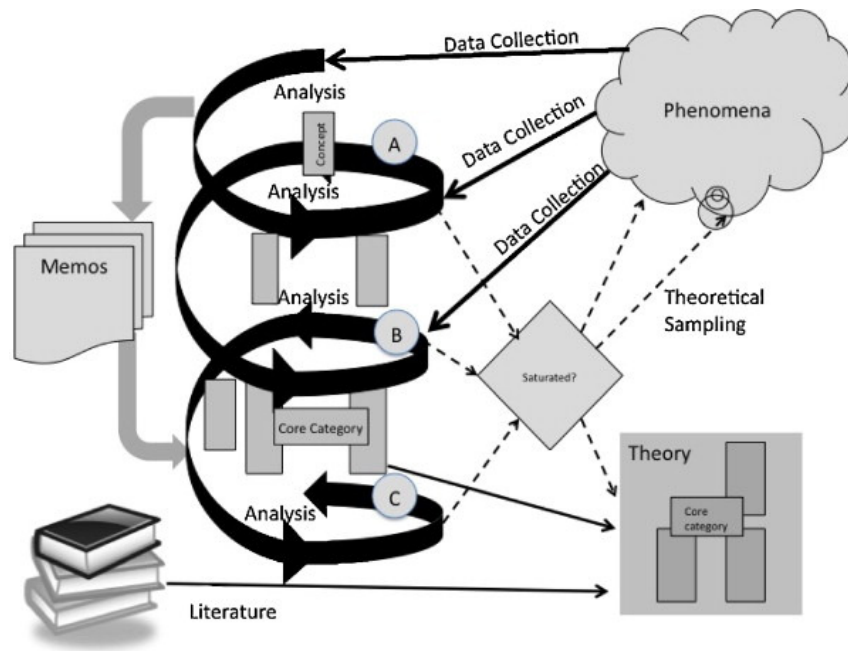 Data Collection
Phenomena
Analysis
A
Concept
Data Collection
Analysis
Data Collection
Memos
Analysis
Theoretical
Sampling
B
Saturated?
Core Category
Theory
C
Analysis
Core
category
Literature